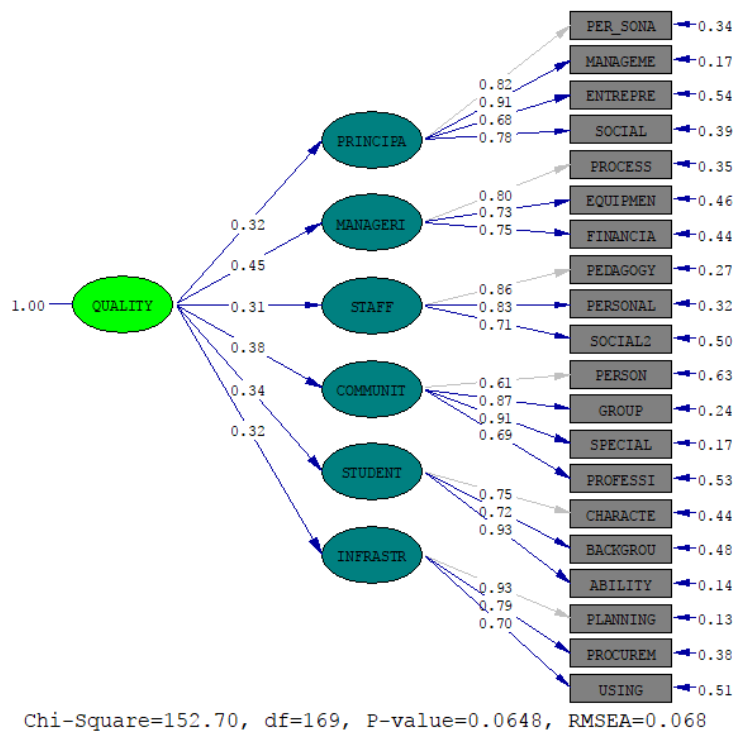 PER_SONA 0.34
MANAGEME 0.17
0.82
0.91
ENTREPRE 0.54
0.68
PRINCIPA
0.78
SOCIAL 0.39
PROCESS 0.35
0.80
EQUIPMEN 0.46
0.32
MANAGERI
0.73
0.75
FINANCIA 0.44
0.45
PEDAGOGY 0.27
0.86
1.00 QUALITY 0.31 STAFF 0.83 PERSONAL 0.32
0.71
SOCIAL2 0.50
0.38
PERSON 0.63
0.61
COMMUNIT
0.34
0.87
GROUP 0.24
0.91
0.32
0.69
SPECIAL 0.17
STUDENT
PROFESSI 0.53
0.75
0.72
CHARACTE 0.44
0.93
BACKGROU 0.48
INFRASTR
ABILITY 0.14
0.93
0.79
PLANNING 0.13
0.70
PROCUREM 0.38
USING 0.51
Chi-Square=152.70, df=169, P-value=0.0648, RMSEA=0.068